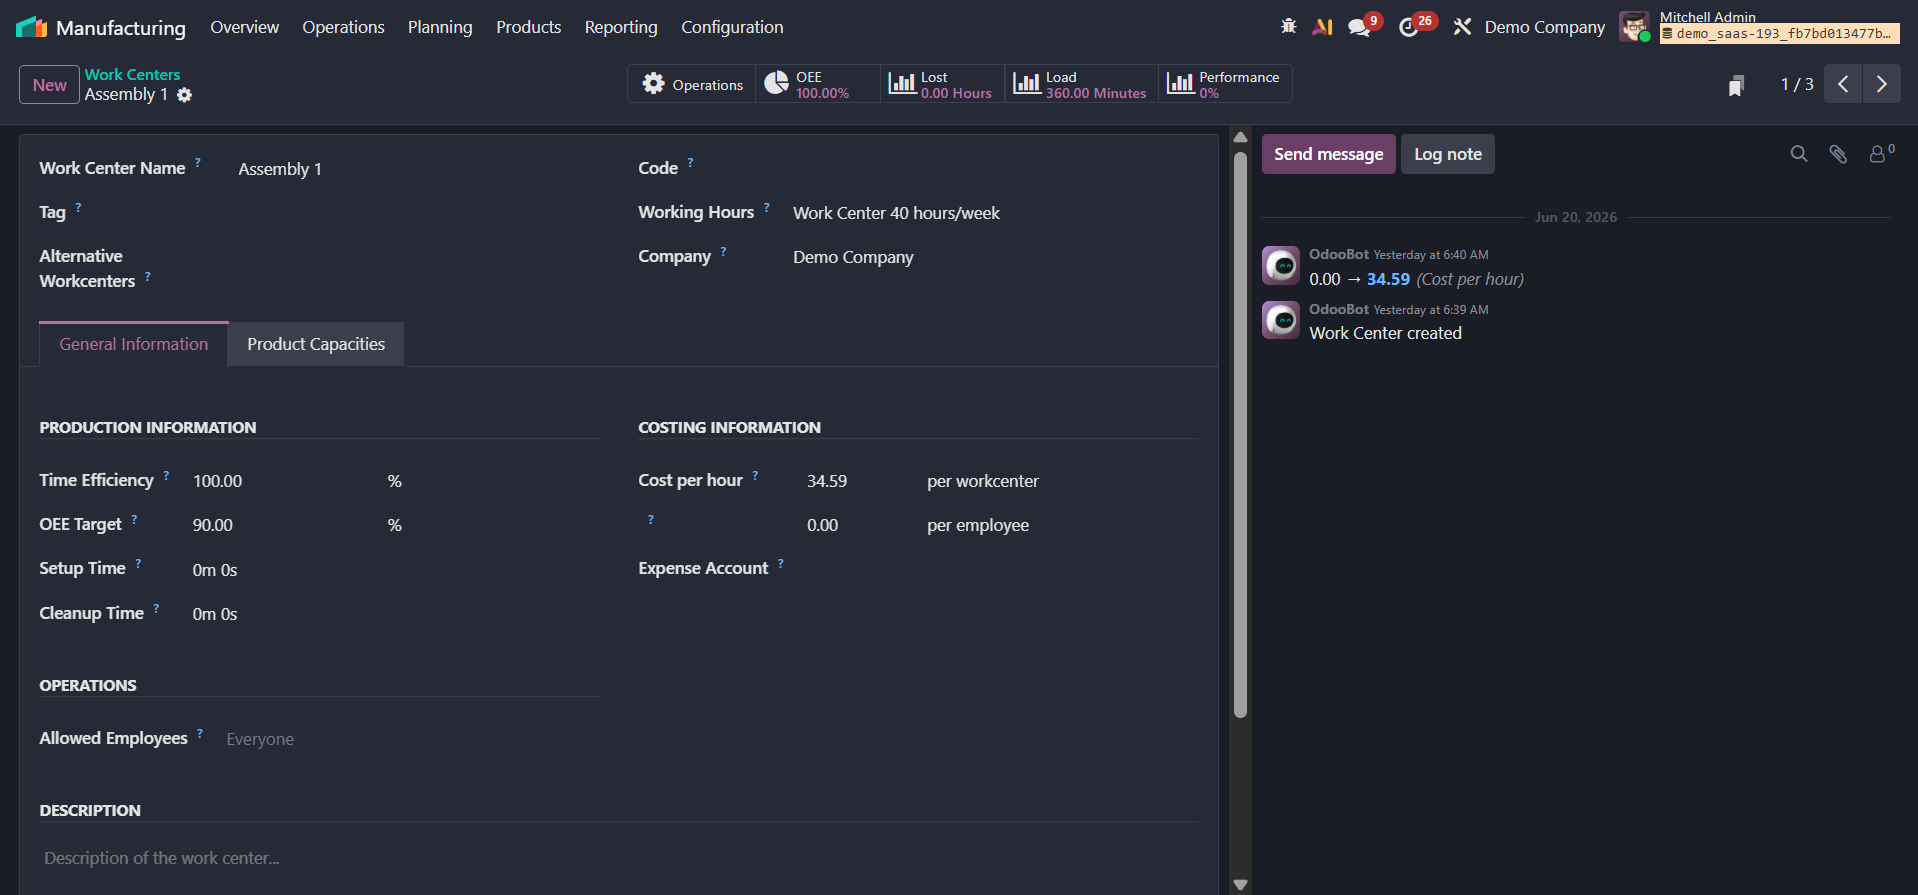 Manufacturing Overview Operations Planning Products Reporting Configuration 9 26 Demo Company Mitchell Admin
demo_saas-193_fb7bd013477b...
New Work Centers
Assembly 1
Operations
OEE
100.00%
Lost
0.00 Hours
Load
360.00 Minutes
Performance
0%
1 / 3
Work Center Name ? Assembly 1
Code ?
Tag ?
Working Hours ? Work Center 40 hours/week
Alternative
Workcenters ?
Company ? Demo Company
General Information Product Capacities
PRODUCTION INFORMATION
Time Efficiency ? 100.00 %
OEE Target ? 90.00 %
Setup Time ? 0m 0s
Cleanup Time ? 0m 0s
COSTING INFORMATION
Cost per hour ? 34.59 per workcenter
? 0.00 per employee
Expense Account ?
OPERATIONS
Allowed Employees ? Everyone
DESCRIPTION
Description of the work center...
Send message Log note 0
Jun 20, 2026
OdooBot Yesterday at 6:40 AM
0.00 → 34.59 (Cost per hour)
OdooBot Yesterday at 6:39 AM
Work Center created